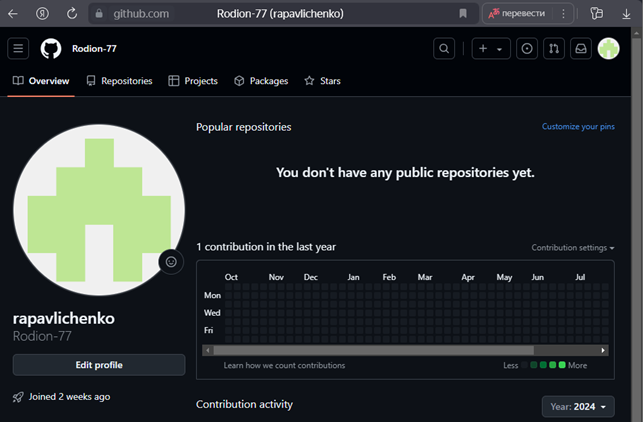 github.com Rodion-77 (rapavlichenko) перевести
Rodion-77
Overview Repositories Projects Packages Stars
Popular repositories Customize your pins
You don't have any public repositories yet.
1 contribution in the last year Contribution settings
Oct Nov Dec Jan Feb Mar Apr May Jun Jul
Mon
Wed
Fri
Learn how we count contributions Less More
rapavlichenko
Rodion-77
Edit profile
Joined 2 weeks ago
Contribution activity Year: 2024